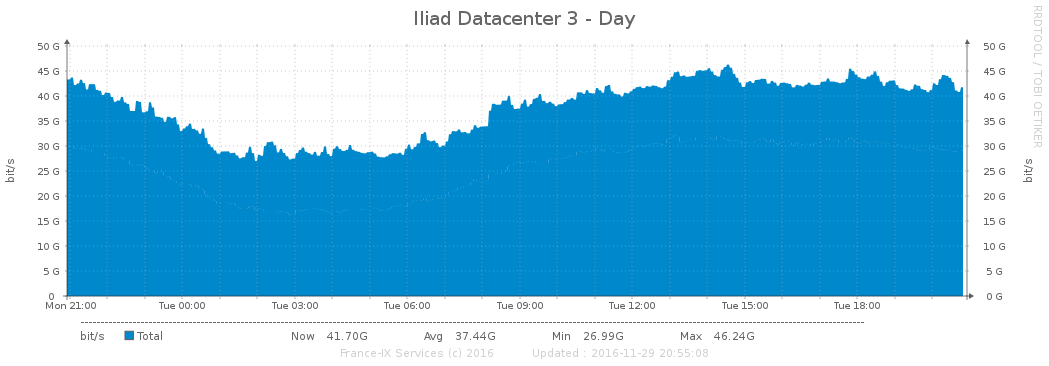 Iliad Datacenter 3 - Day
RRDTOOL / TOBI OETIKER
bit/s
50 G
45 G
40 G
35 G
30 G
25 G
20 G
15 G
10 G
5 G
0
50 G
45 G
40 G
35 G
30 G
25 G
20 G
15 G
10 G
5 G
0 G
bit/s
Mon 21:00 Tue 00:00 Tue 03:00 Tue 06:00 Tue 09:00 Tue 12:00 Tue 15:00 Tue 18:00
bit/s Total Now 41.70G Avg 37.44G Min 26.99G Max 46.24G
France-IX Services (c) 2016 Updated : 2016-11-29 20:55:08